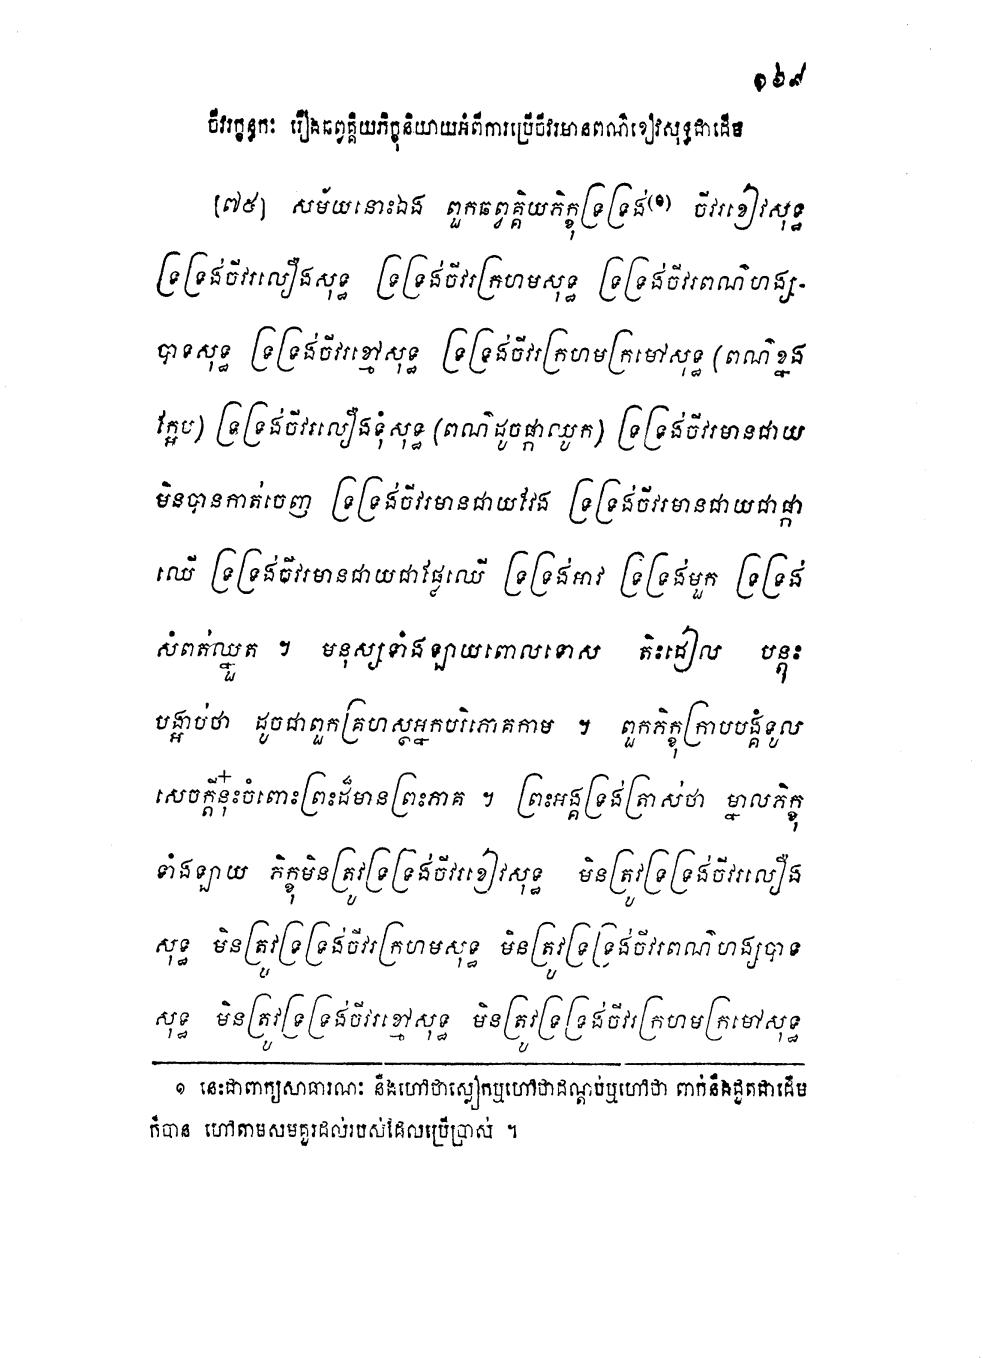 ១៦៩
ចីវរក្ខន្ធកៈ រឿងឆព្វគ្គិយភិក្ខុនិយាយអំពីការប្រើចីវរមានពណ៌ខៀវសុទ្ធជាដើម
[៧៥] សម័យនោះឯង ពួកឆព្វគ្គិយភិក្ខុទ្រទ្រង់(១) ចីវរខៀវសុទ្ធ
ទ្រទ្រង់ចីវរលឿងសុទ្ធ ទ្រទ្រង់ចីវរក្រហមសុទ្ធ ទ្រទ្រង់ចីវរពណ៌ហង្ស-
បាទសុទ្ធ ទ្រទ្រង់ចីវរខ្មៅសុទ្ធ ទ្រទ្រង់ចីវរក្រហមក្រមៅសុទ្ធ (ពណ៌ខ្នង
ក្អែប) ទ្រទ្រង់ចីវរលឿងទុំសុទ្ធ (ពណ៌ដូចផ្កាឈូក) ទ្រទ្រង់ចីវរមានជាយ
មិនបានកាត់ចេញ ទ្រទ្រង់ចីវរមានជាយវែង ទ្រទ្រង់ចីវរមានជាយជាផ្កា
ឈើ ទ្រទ្រង់ចីវរមានជាយជាផ្លែឈើ ទ្រទ្រង់អាវ ទ្រទ្រង់មួក ទ្រទ្រង់
សំពត់ឈ្នួត ។ មនុស្សទាំងឡាយពោលទោស តិះដៀល បន្តុះ
បង្អាប់ថា ដូចជាពួកគ្រហស្ថអ្នកបរិភោគកាម ។ ពួកភិក្ខុក្រាបបង្គំទូល
សេចក្តីនុ៎ះចំពោះព្រះដ៏មានព្រះភាគ ។ ព្រះអង្គទ្រង់ត្រាស់ថា ម្នាលភិក្ខុ
ទាំងឡាយ ភិក្ខុមិនត្រូវទ្រទ្រង់ចីវរខៀវសុទ្ធ មិនត្រូវទ្រទ្រង់ចីវរលឿង
សុទ្ធ មិនត្រូវទ្រទ្រង់ចីវរក្រហមសុទ្ធ មិនត្រូវទ្រទ្រង់ចីវរពណ៌ហង្សបាទ
សុទ្ធ មិនត្រូវទ្រទ្រង់ចីវរខ្មៅសុទ្ធ មិនត្រូវទ្រទ្រង់ចីវរក្រហមក្រមៅសុទ្ធ
១ នេះជាពាក្យសាធារណៈ នឹងហៅថាស្លៀកឬហៅថាដណ្តប់ឬហៅថា ពាក់នឹងដួតជាដើម
ក៏បាន ហៅតាមសមគួរដល់របស់ដែលប្រើប្រាស់ ។